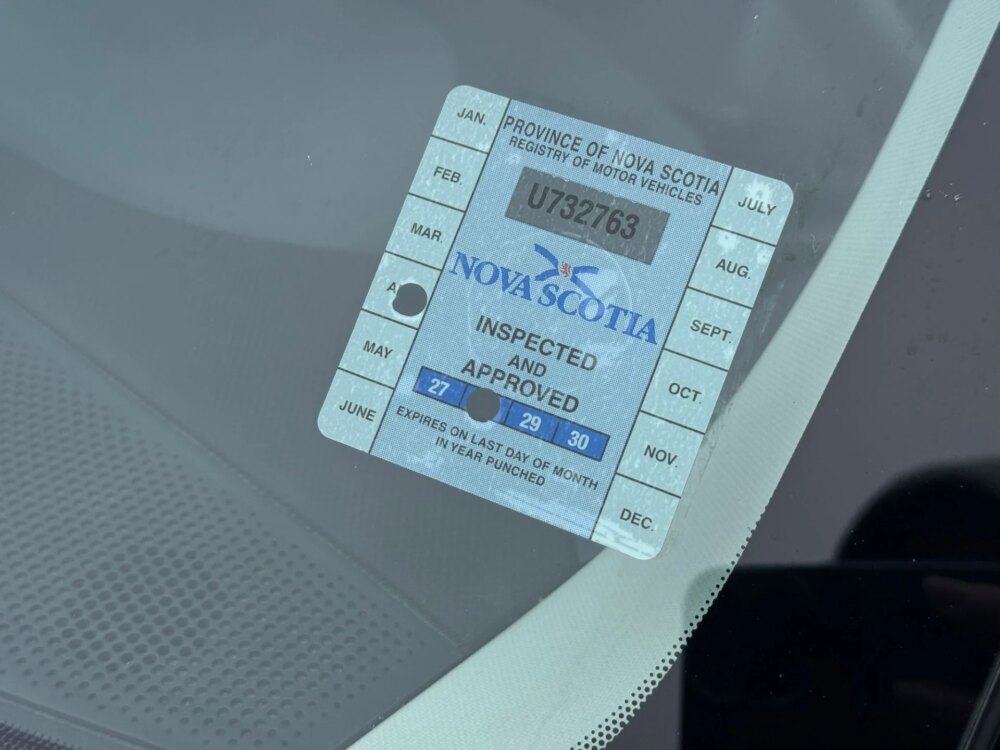 PROVINCE OF NOVA SCOTIA
REGISTRY OF MOTOR VEHICLES
U732763
NOVA SCOTIA
INSPECTED
AND
APPROVED
27 29 30
EXPIRES ON LAST DAY OF MONTH
IN YEAR PUNCHED
JAN.
FEB.
MAR.
MAY
JUNE
JULY
AUG.
SEPT.
OCT.
NOV.
DEC.